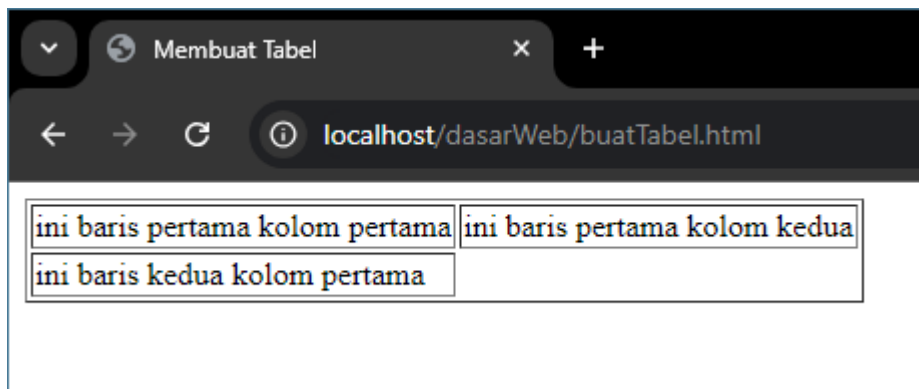 Membuat Tabel
localhost/dasarWeb/buatTabel.html
ini baris pertama kolom pertama ini baris pertama kolom kedua
ini baris kedua kolom pertama